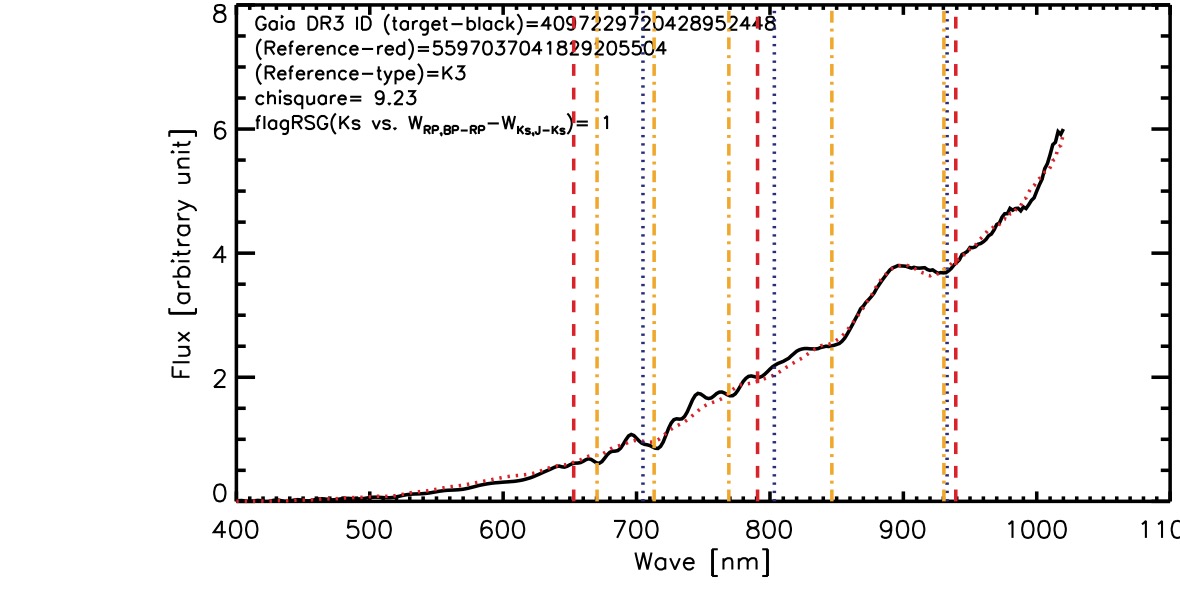 8
Gaia DR3 ID (target-black)=4097229720428952448
(Reference-red)=5597037041829205504
(Reference-type)=K3
chisquare= 9.23
flagRSG(Ks vs. WRP,BP-RP-WKs,J-Ks)= 1
6
4
2
0
Flux [arbitrary unit]
400 500 600 700 800 900 1000 110
Wave [nm]